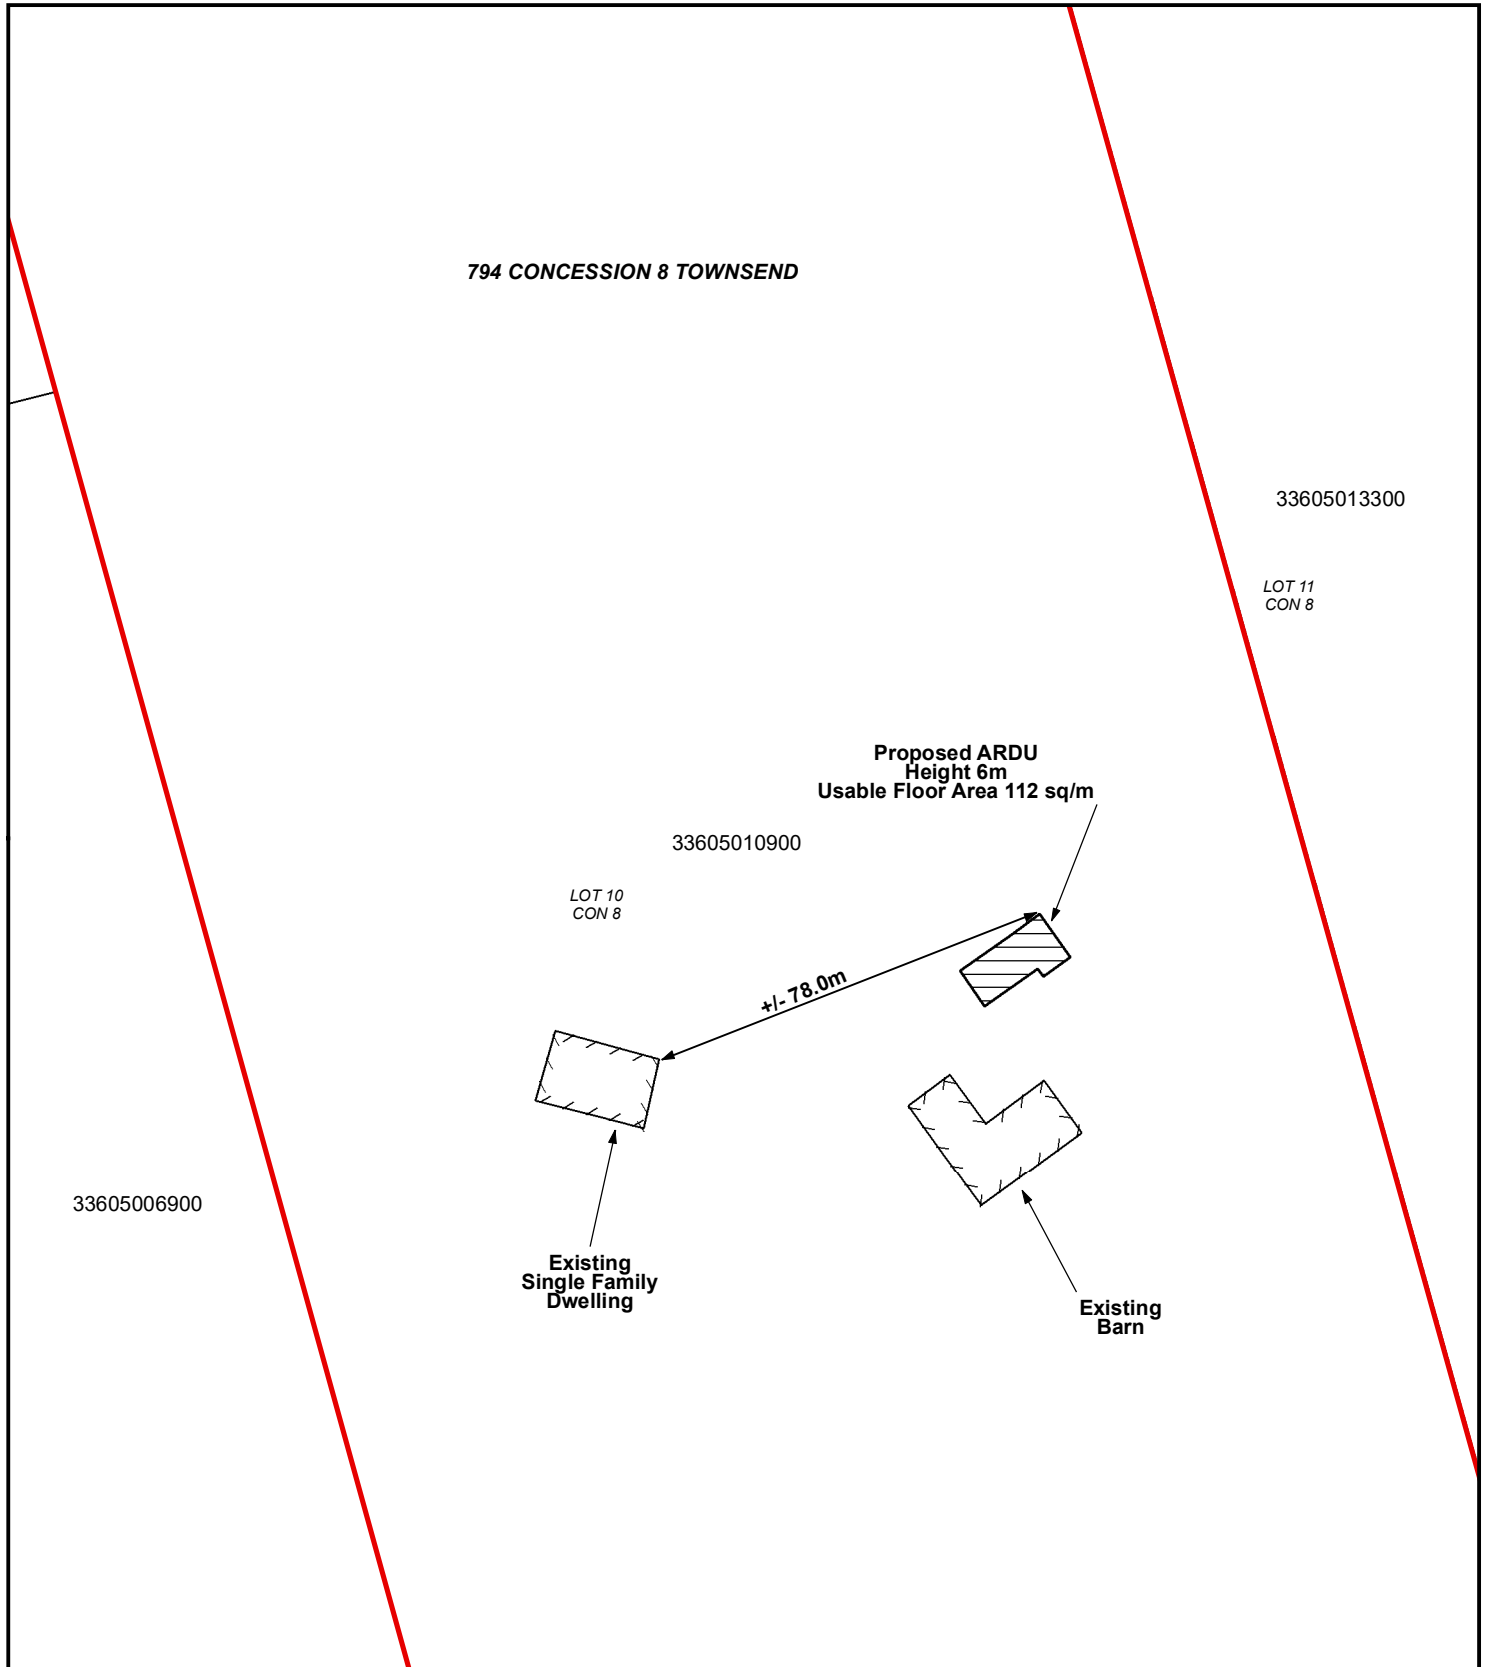 794 CONCESSION 8 TOWNSEND
33605013300
LOT 11
CON 8
Proposed ARDU
Height 6m
Usable Floor Area 112 sq/m
33605010900
LOT 10
CON 8
+/- 78.0m
33605006900
Existing
Single Family
Dwelling
Existing
Barn